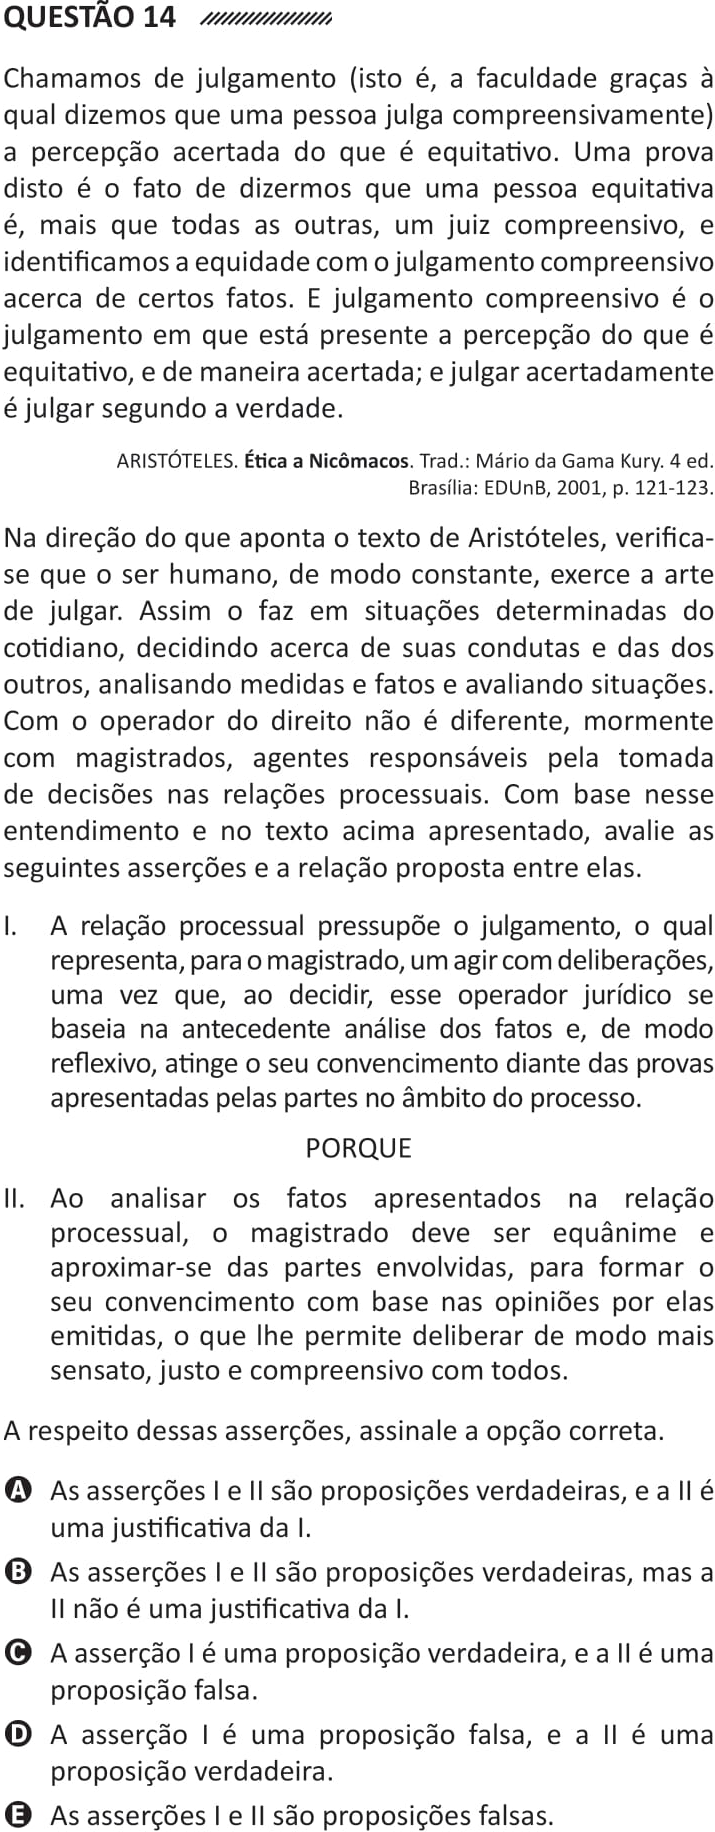 QUESTÃO 14
Chamamos de julgamento (isto é, a faculdade graças à
qual dizemos que uma pessoa julga compreensivamente)
a percepção acertada do que é equitativo. Uma prova
disto é o fato de dizermos que uma pessoa equitativa
é, mais que todas as outras, um juiz compreensivo, e
identificamos a equidade com o julgamento compreensivo
acerca de certos fatos. E julgamento compreensivo é o
julgamento em que está presente a percepção do que é
equitativo, e de maneira acertada; e julgar acertadamente
é julgar segundo a verdade.
ARISTÓTELES. Ética a Nicômacos. Trad.: Mário da Gama Kury. 4 ed.
Brasília: EDUnB, 2001, p. 121-123.
Na direção do que aponta o texto de Aristóteles, verifica-
se que o ser humano, de modo constante, exerce a arte
de julgar. Assim o faz em situações determinadas do
cotidiano, decidindo acerca de suas condutas e das dos
outros, analisando medidas e fatos e avaliando situações.
Com o operador do direito não é diferente, mormente
com magistrados, agentes responsáveis pela tomada
de decisões nas relações processuais. Com base nesse
entendimento e no texto acima apresentado, avalie as
seguintes asserções e a relação proposta entre elas.
I. A relação processual pressupõe o julgamento, o qual
representa, para o magistrado, um agir com deliberações,
uma vez que, ao decidir, esse operador jurídico se
baseia na antecedente análise dos fatos e, de modo
reflexivo, atinge o seu convencimento diante das provas
apresentadas pelas partes no âmbito do processo.
PORQUE
II. Ao analisar os fatos apresentados na relação
processual, o magistrado deve ser equânime e
aproximar-se das partes envolvidas, para formar o
seu convencimento com base nas opiniões por elas
emitidas, o que lhe permite deliberar de modo mais
sensato, justo e compreensivo com todos.
A respeito dessas asserções, assinale a opção correta.
A As asserções I e II são proposições verdadeiras, e a II é
uma justificativa da I.
B As asserções I e II são proposições verdadeiras, mas a
II não é uma justificativa da I.
C A asserção I é uma proposição verdadeira, e a II é uma
proposição falsa.
D A asserção I é uma proposição falsa, e a II é uma
proposição verdadeira.
E As asserções I e II são proposições falsas.